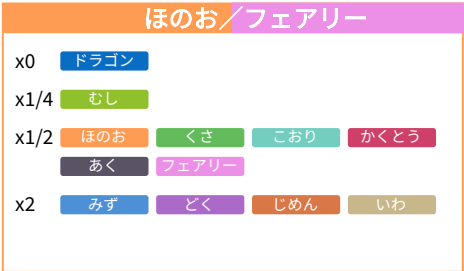 ほのお／フェアリー
x0 ドラゴン
x1/4 むし
x1/2 ほのお くさ こおり かくとう
あく フェアリー
x2 みず どく じめん いわ